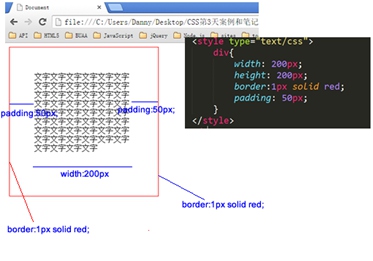 Document
file:///C:/Users/Danny/Desktop/CSS第3天案例和笔记
API
HTML5
BGAA
JavaScript
jQuery
Node.js
sites
文字文字文字文字文字文字
文字文字文字文字文字文字
文字文字文字文字文字文字
文字文字文字文字文字文字
文字文字文字文字文字文字
文字文字文字文字文字文字
文字文字文字文字文字文字
文字文字文字文字文字文字
文字文字文字文字
padding:50px;
padding:50px;
width:200px
border:1px solid red;
border:1px solid red;
<style type="text/css">
div{
width: 200px;
height: 200px;
border:1px solid red;
padding: 50px;
}
</style>